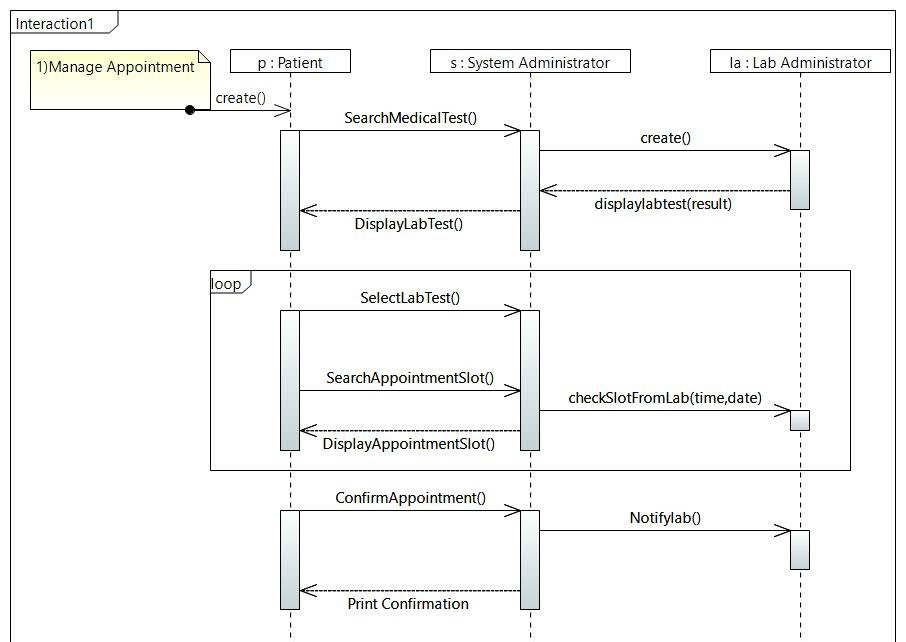 Interaction1
1)Manage Appointment
p : Patient
s : System Administrator
la : Lab Administrator
create()
SearchMedicalTest()
create()
displaylabtest(result)
DisplayLabTest()
loop
SelectLabTest()
SearchAppointmentSlot()
checkSlotFromLab(time,date)
DisplayAppointmentSlot()
ConfirmAppointment()
Notifylab()
Print Confirmation